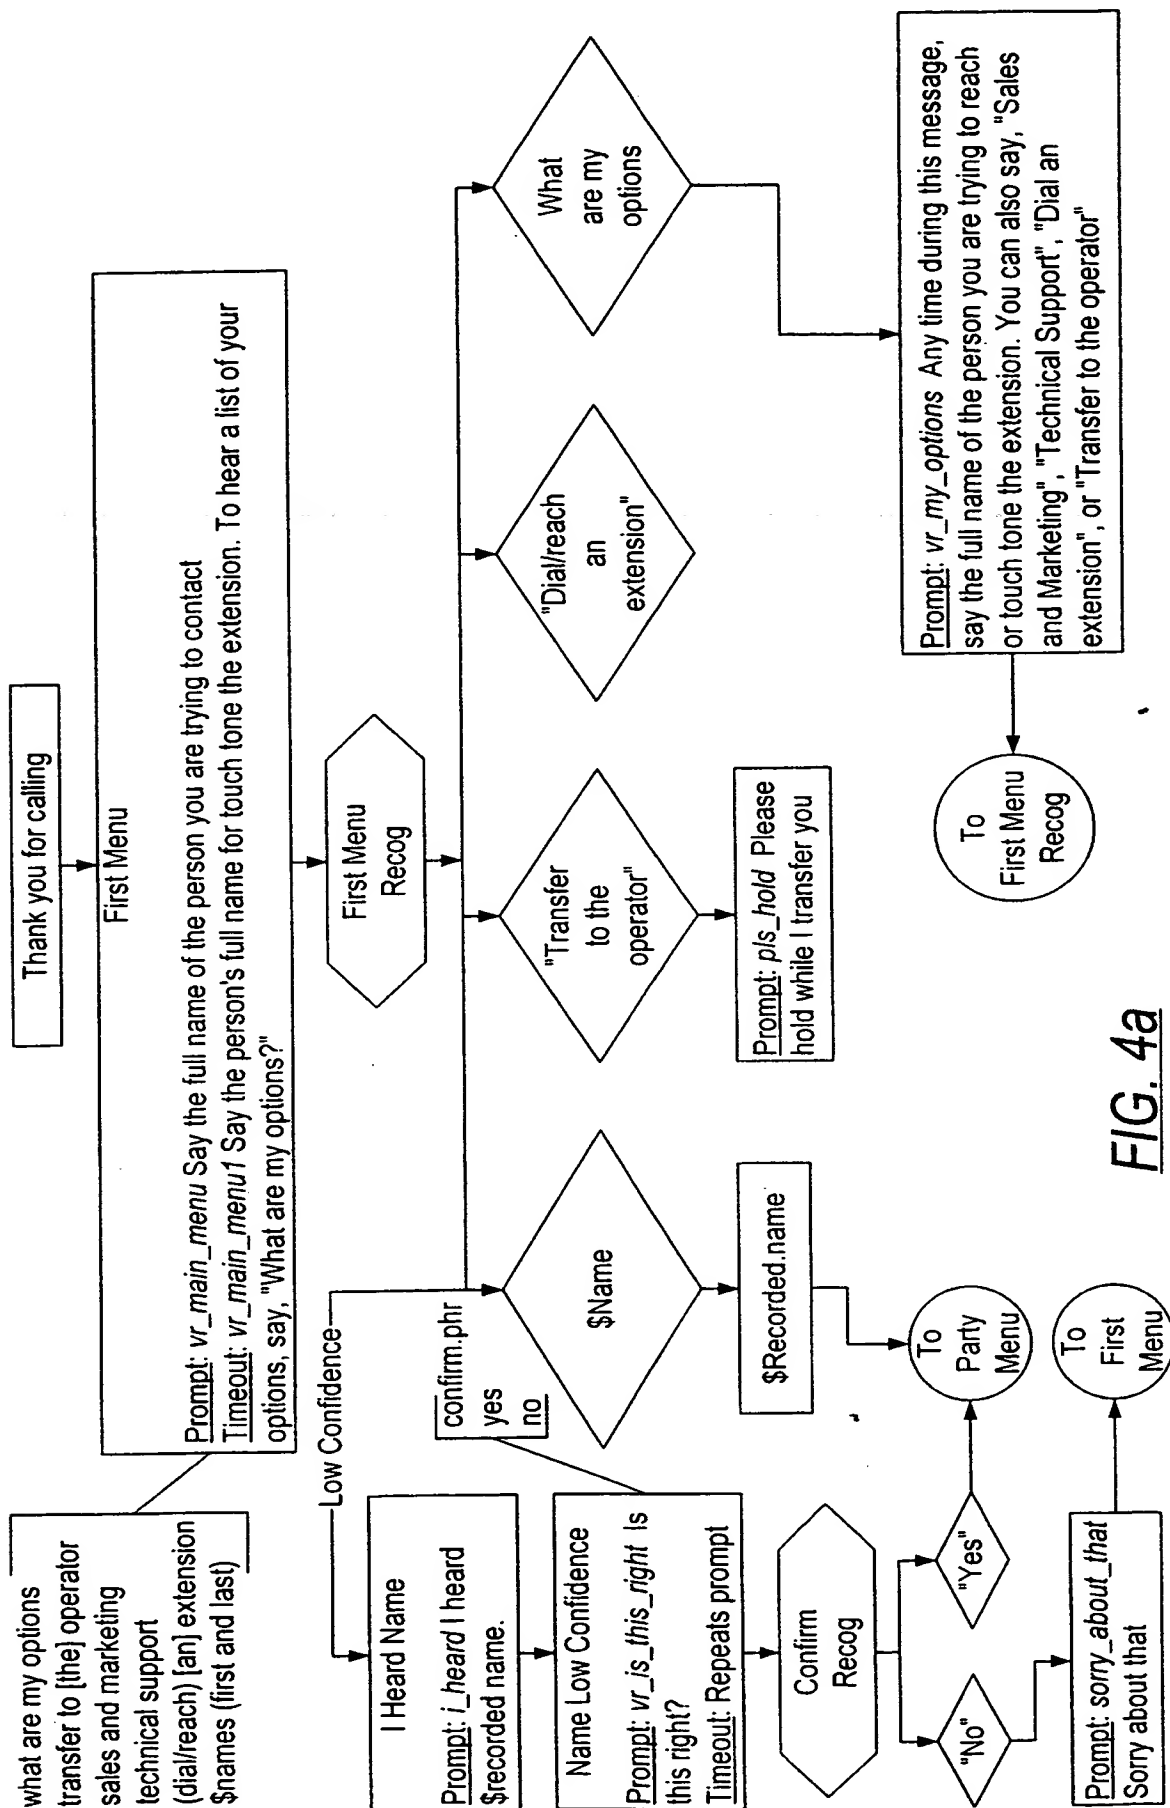 Thank you for calling
what are my options
transfer to [the] operator
sales and marketing
technical support
(dial/reach) [an] extension
$names (first and last)
First Menu
Prompt: vr_main_menu Say the full name of the person you are trying to contact
Timeout: vr_main_menu1 Say the person's full name for touch tone the extension. To hear a list of your
options, say, "What are my options?"
First Menu
Recog
Low Confidence
I Heard Name
Prompt: i_heard I heard
$recorded name.
confirm.phr
yes
no
Name Low Confidence
Prompt: vr_is_this_right Is
this right?
Timeout: Repeats prompt
Confirm
Recog
"No"
"Yes"
Prompt: sorry_about_that
Sorry about that
To
First
Menu
$Name
$Recorded.name
To
Party
Menu
"Transfer
to the
operator"
Prompt: pls_hold Please
hold while I transfer you
"Dial/reach
an
extension"
What
are my
options
Prompt: vr_my_options Any time during this message,
say the full name of the person you are trying to reach
or touch tone the extension. You can also say, "Sales
and Marketing", "Technical Support", "Dial an
extension", or "Transfer to the operator"
To
First Menu
Recog
FIG. 4a